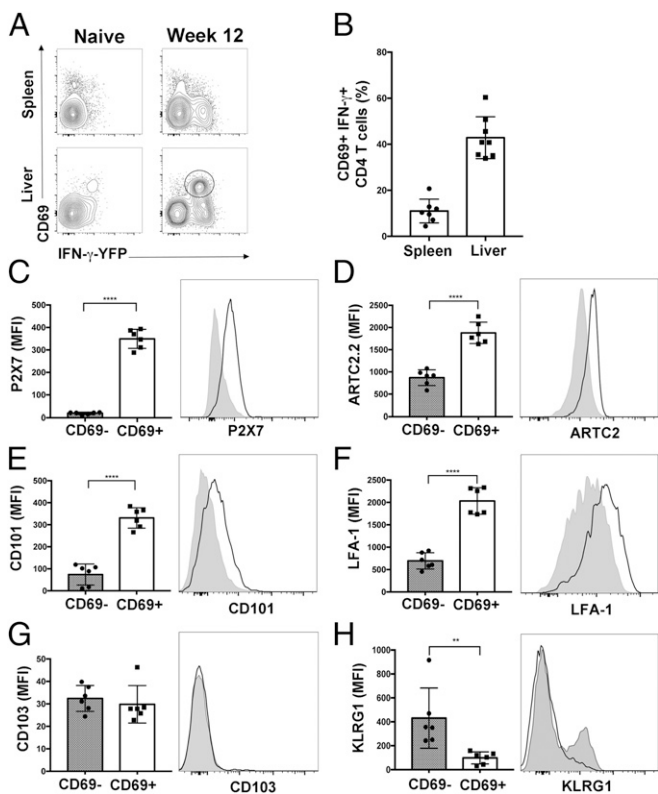 A
Naive
Week 12
Spleen
Liver
CD69
IFN-γ-YFP
B
CD69+ IFN-γ+
CD4 T cells (%)
80
60
40
20
0
Spleen
Liver
C
P2X7 (MFI)
500
400
300
200
100
0
****
CD69-
CD69+
P2X7
D
ARTC2.2 (MFI)
2500
2000
1500
1000
500
0
****
CD69-
CD69+
ARTC2
E
CD101 (MFI)
500
400
300
200
100
0
****
CD69-
CD69+
CD101
F
LFA-1 (MFI)
2500
2000
1500
1000
500
0
****
CD69-
CD69+
LFA-1
G
CD103 (MFI)
50
40
30
20
10
0
CD69-
CD69+
CD103
H
KLRG1 (MFI)
1000
800
600
400
200
0
**
CD69-
CD69+
KLRG1